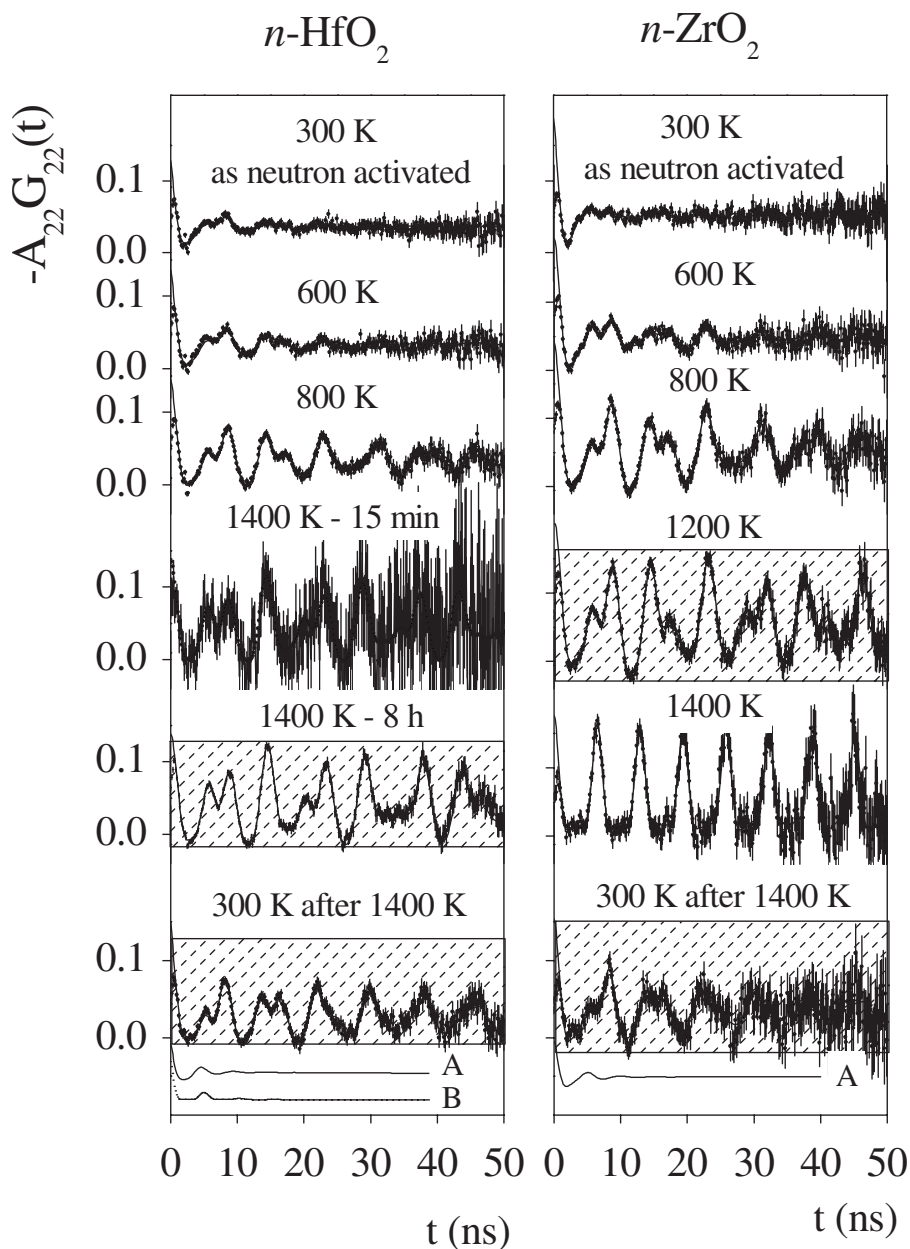 n-HfO₂
n-ZrO₂
-A₂₂G₂₂(t)
300 K
as neutron activated
0.1
0.0
600 K
0.1
0.0
800 K
0.1
0.0
1400 K - 15 min
0.1
0.0
1400 K - 8 h
0.1
0.0
300 K after 1400 K
0.1
0.0
A
B
0 10 20 30 40 50
t (ns)
300 K
as neutron activated
600 K
800 K
1200 K
1400 K
300 K after 1400 K
A
0 10 20 30 40 50
t (ns)